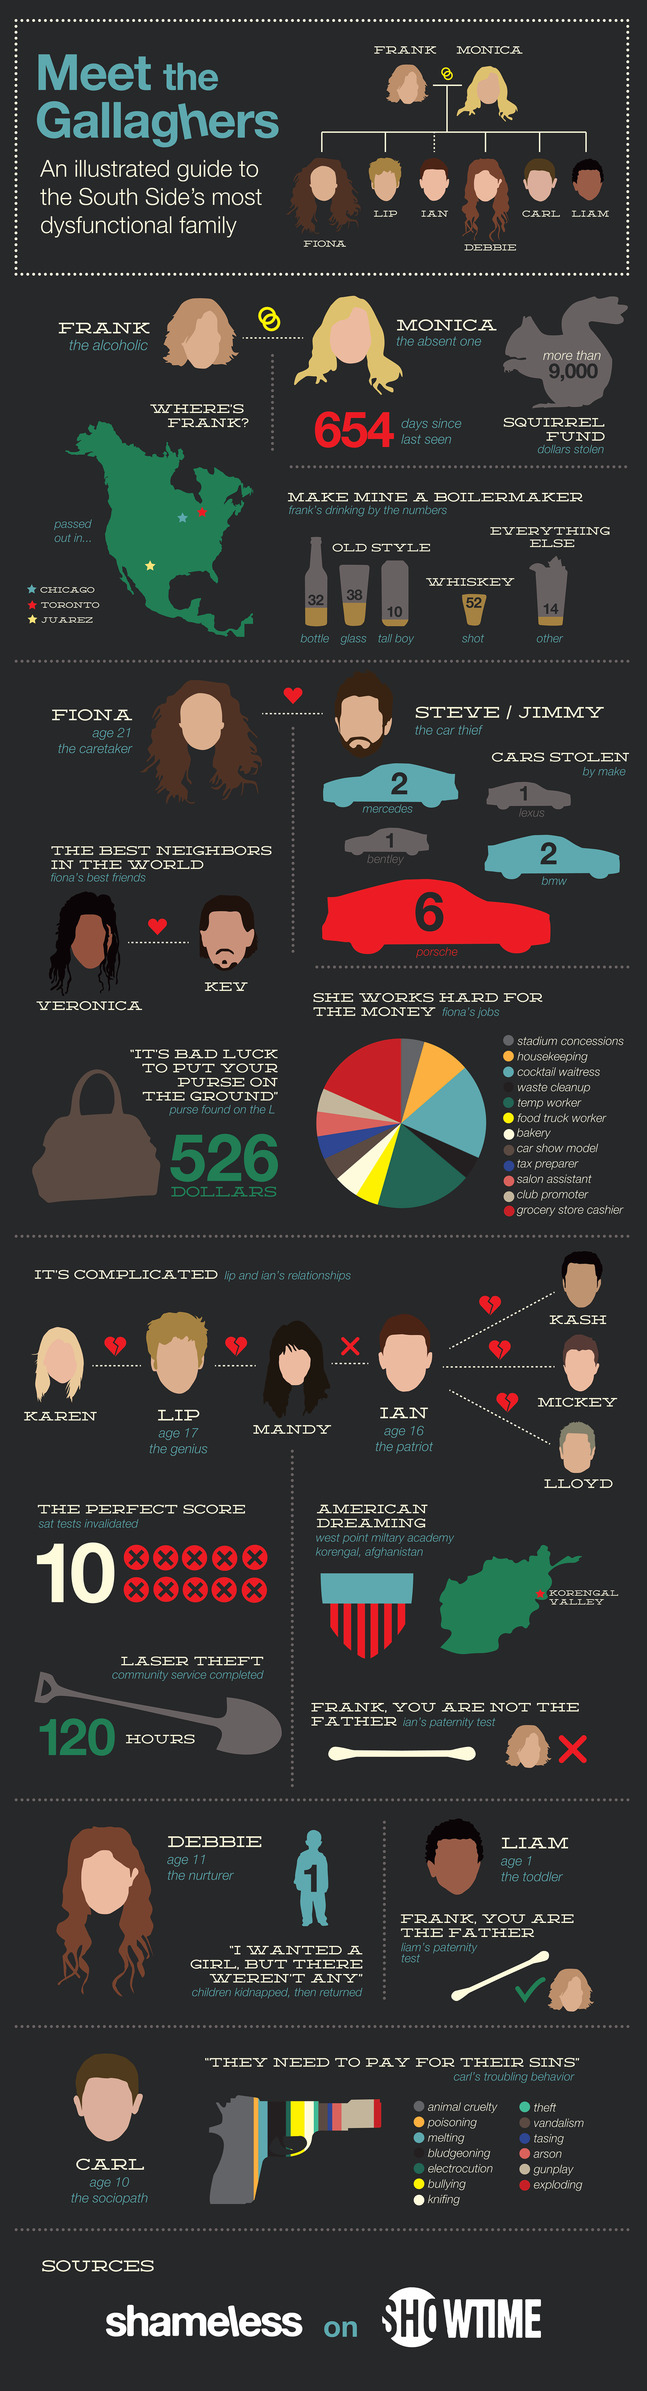 Meet the
Gallaghers
An illustrated guide to
the South Side's most
dysfunctional family
FRANK
MONICA
FIONA
LIP
IAN
DEBBIE
CARL
LIAM
FRANK
the alcoholic
MONICA
the absent one
654
days since
last seen
more than
9,000
SQUIRREL
FUND
dollars stolen
WHERE'S
FRANK?
passed
out in...
CHICAGO
TORONTO
JUAREZ
MAKE MINE A BOILERMAKER
frank's drinking by the numbers
OLD STYLE
WHISKEY
EVERYTHING
ELSE
32
38
10
52
14
bottle
glass
tall boy
shot
other
FIONA
age 21
the caretaker
STEVE / JIMMY
the car thief
CARS STOLEN
by make
2
mercedes
1
lexus
1
bentley
2
bmw
6
porsche
THE BEST NEIGHBORS
IN THE WORLD
fiona's best friends
VERONICA
KEV
"IT'S BAD LUCK
TO PUT YOUR
PURSE ON
THE GROUND"
purse found on the L
526
DOLLARS
SHE WORKS HARD FOR
THE MONEY fiona's jobs
stadium concessions
housekeeping
cocktail waitress
waste cleanup
temp worker
food truck worker
bakery
car show model
tax preparer
salon assistant
club promoter
grocery store cashier
IT'S COMPLICATED lip and ian's relationships
KAREN
LIP
age 17
the genius
MANDY
IAN
age 16
the patriot
KASH
MICKEY
LLOYD
THE PERFECT SCORE
sat tests invalidated
10
LASER THEFT
community service completed
120 HOURS
AMERICAN
DREAMING
west point miltary academy
korengal, afghanistan
KORENGAL
VALLEY
FRANK, YOU ARE NOT THE
FATHER ian's paternity test
DEBBIE
age 11
the nurturer
1
"I WANTED A
GIRL, BUT THERE
WEREN'T ANY"
children kidnapped, then returned
LIAM
age 1
the toddler
FRANK, YOU ARE
THE FATHER
liam's paternity
test
CARL
age 10
the sociopath
"THEY NEED TO PAY FOR THEIR SINS"
carl's troubling behavior
animal cruelty
poisoning
melting
bludgeoning
electrocution
bullying
knifing
theft
vandalism
tasing
arson
gunplay
exploding
SOURCES
shameless on SHOWTIME